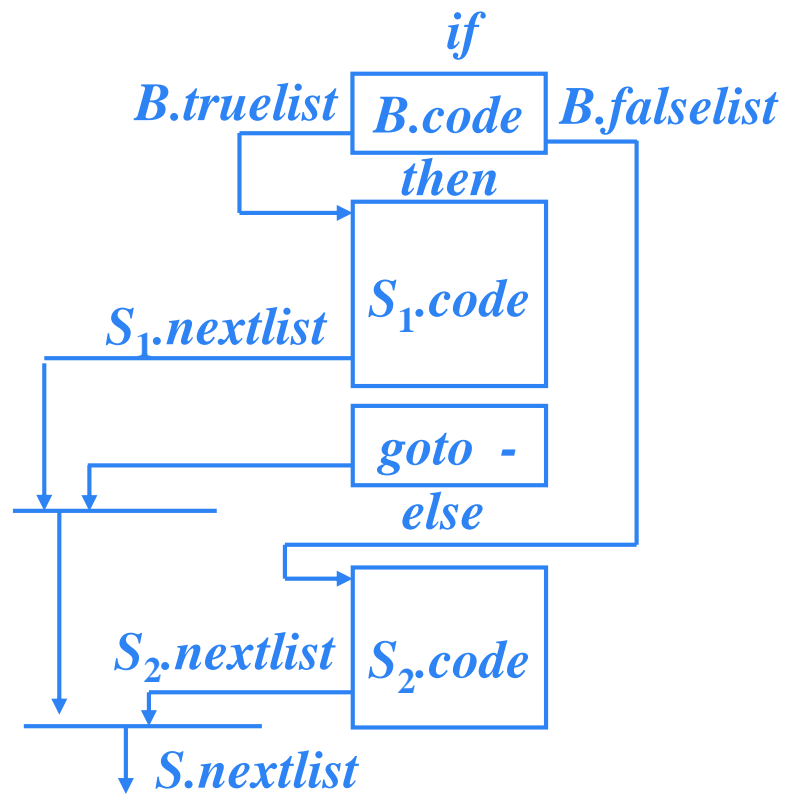 if
B.truelist B.code B.falselist
then
S₁.code
S₁.nextlist
goto -
else
S₂.nextlist S₂.code
S.nextlist